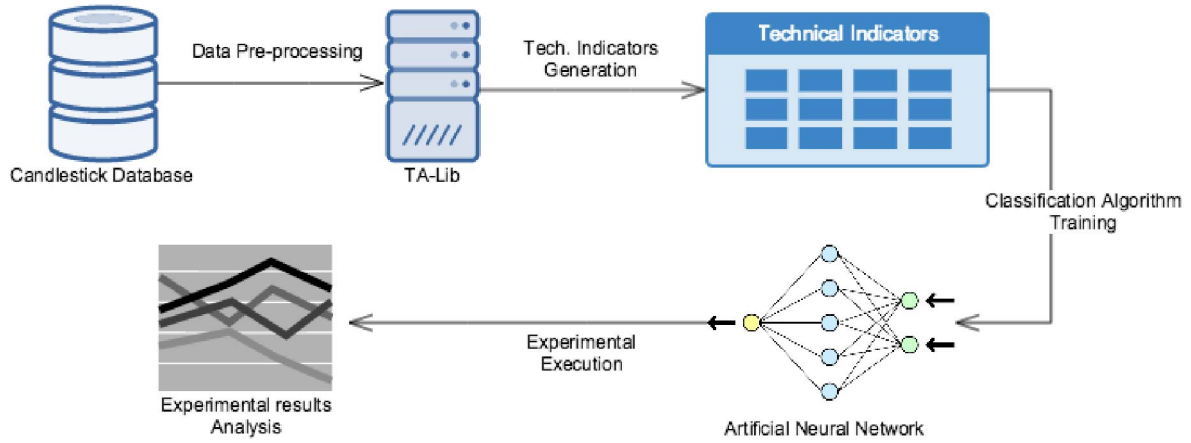 Data Pre-processing
Tech. Indicators
Generation
Technical Indicators
Candlestick Database
TA-Lib
Classification Algorithm
Training
Experimental
Execution
Experimental results
Analysis
Artificial Neural Network